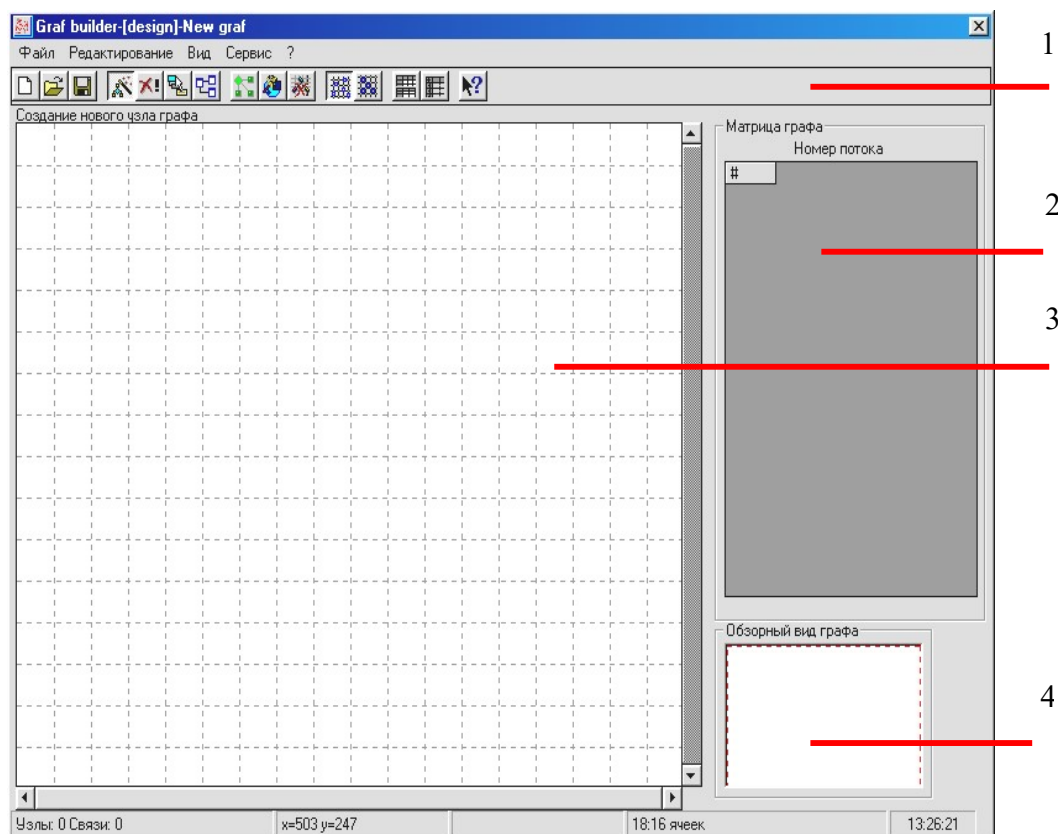 Graf builder-[design]-New graf
Файл Редактирование Вид Сервис ?
1
Создание нового узла графа
Матрица графа
Номер потока
#
2
3
Обзорный вид графа
4
Узлы: 0 Связи: 0 x=503 y=247 18:16 ячеек 13:26:21